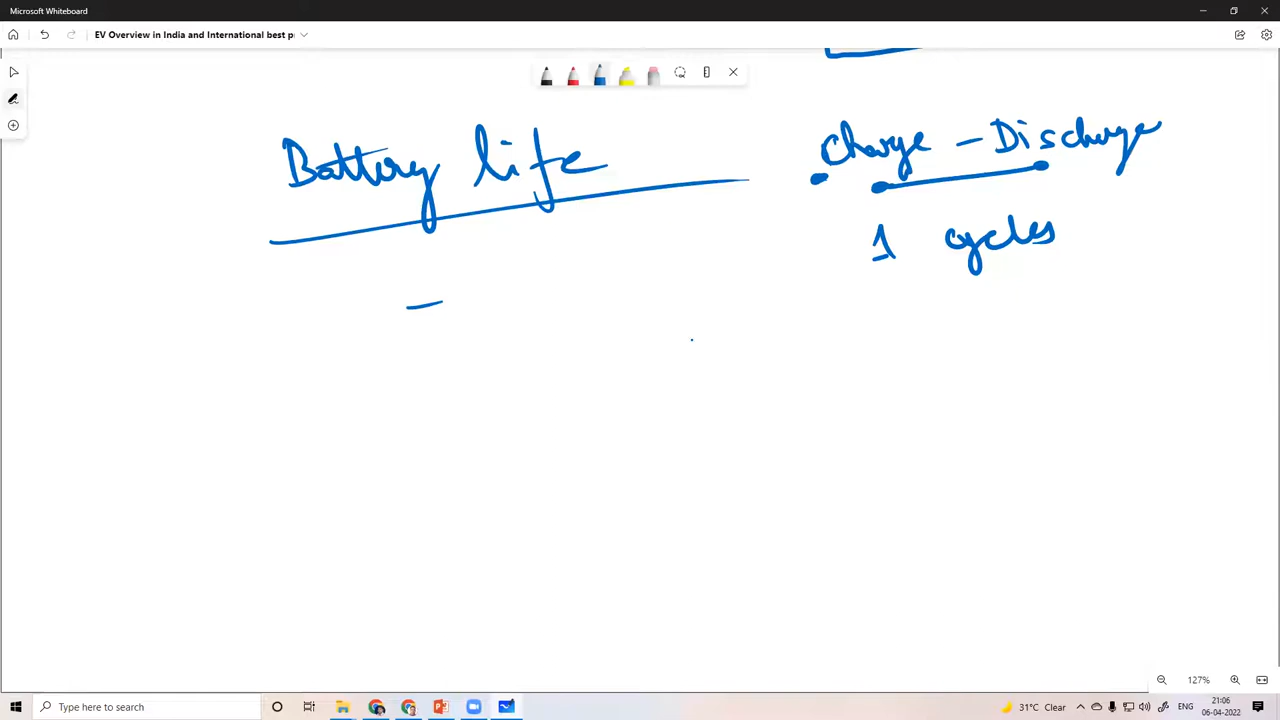 Microsoft Whiteboard
EV Overview in India and International best p
Battery life
Charge - Discharge
1 cycles
127%
Type here to search
31°C Clear
ENG
21:06
06-04-2022